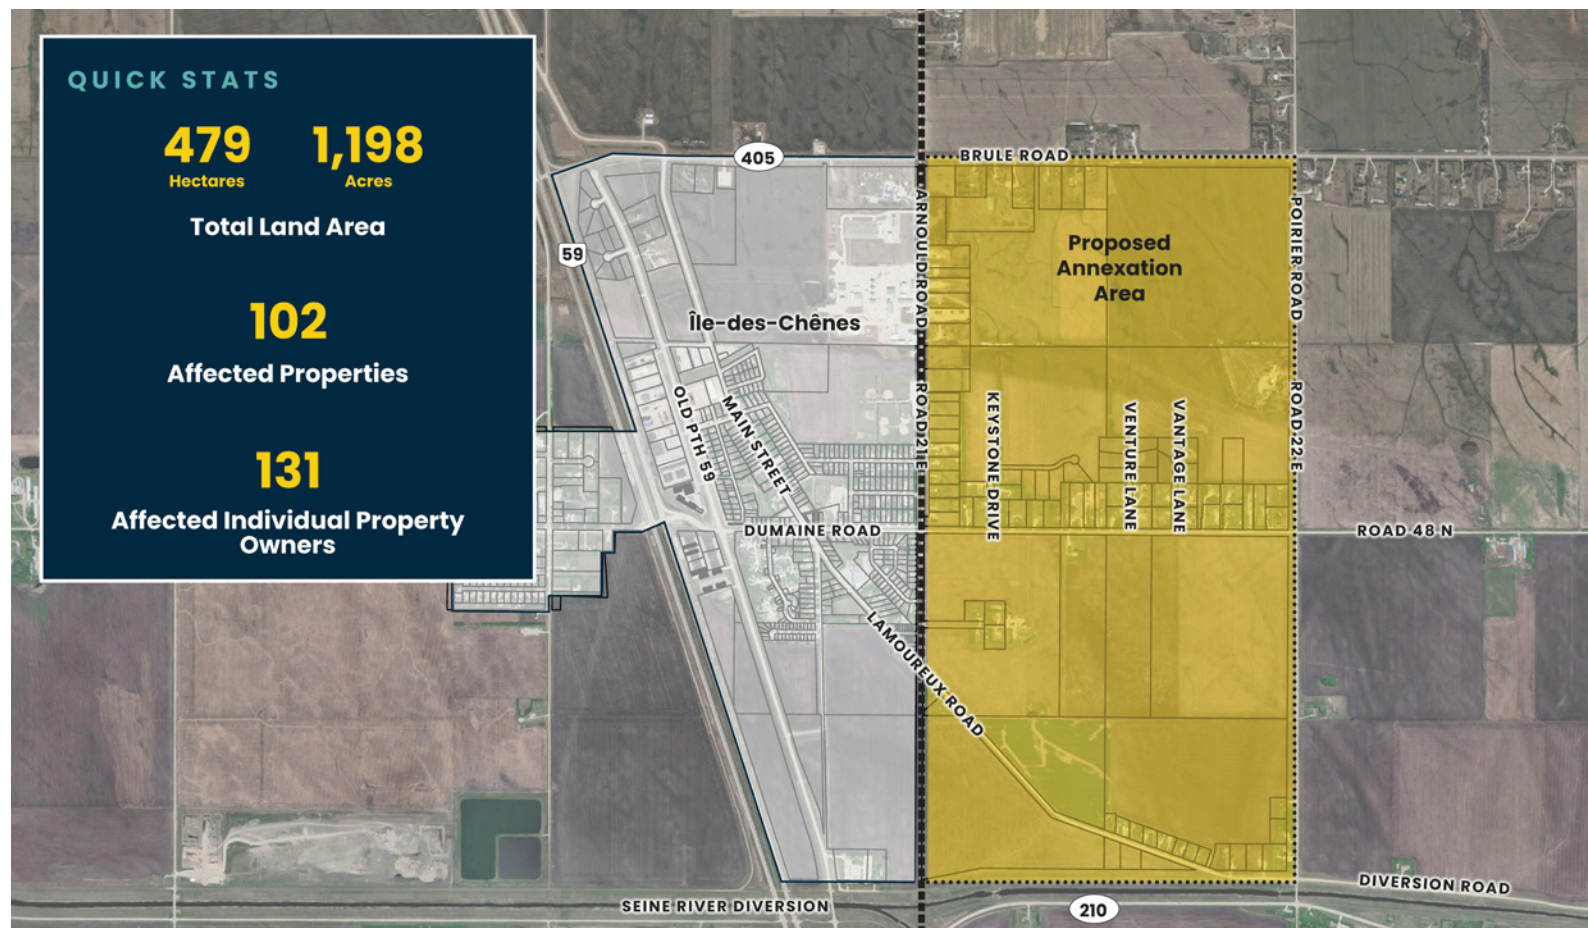 QUICK STATS
479 1,198
Hectares Acres
Total Land Area
102
Affected Properties
131
Affected Individual Property
Owners
405
BRULE ROAD
59
ARNOULD ROAD
POIRIER ROAD
Proposed
Annexation
Area
Île-des-Chênes
OLD PTH 59
MAIN STREET
ROAD 21 E
KEYSTONE DRIVE
VENTURE LANE
VANTAGE LANE
ROAD 22 E
DUMAINE ROAD
ROAD 48 N
LAMOUREUX ROAD
DIVERSION ROAD
SEINE RIVER DIVERSION
210